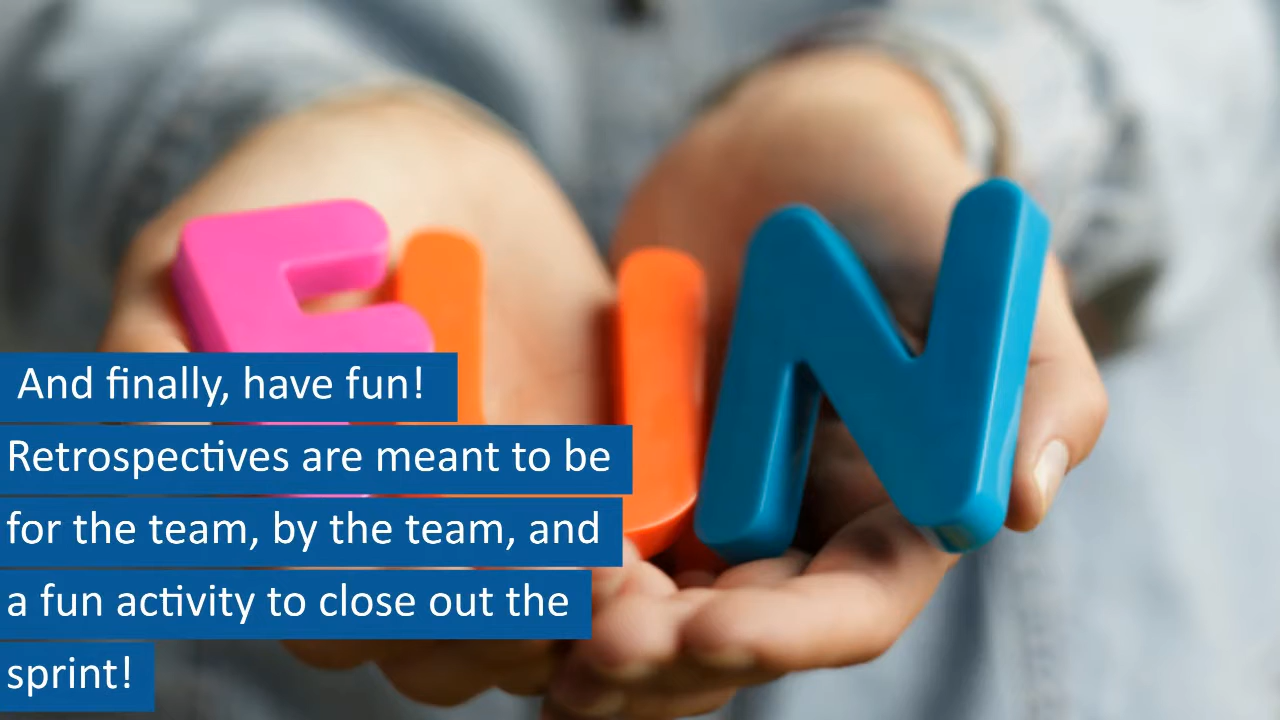 FUN
And finally, have fun!
Retrospectives are meant to be
for the team, by the team, and
a fun activity to close out the
sprint!